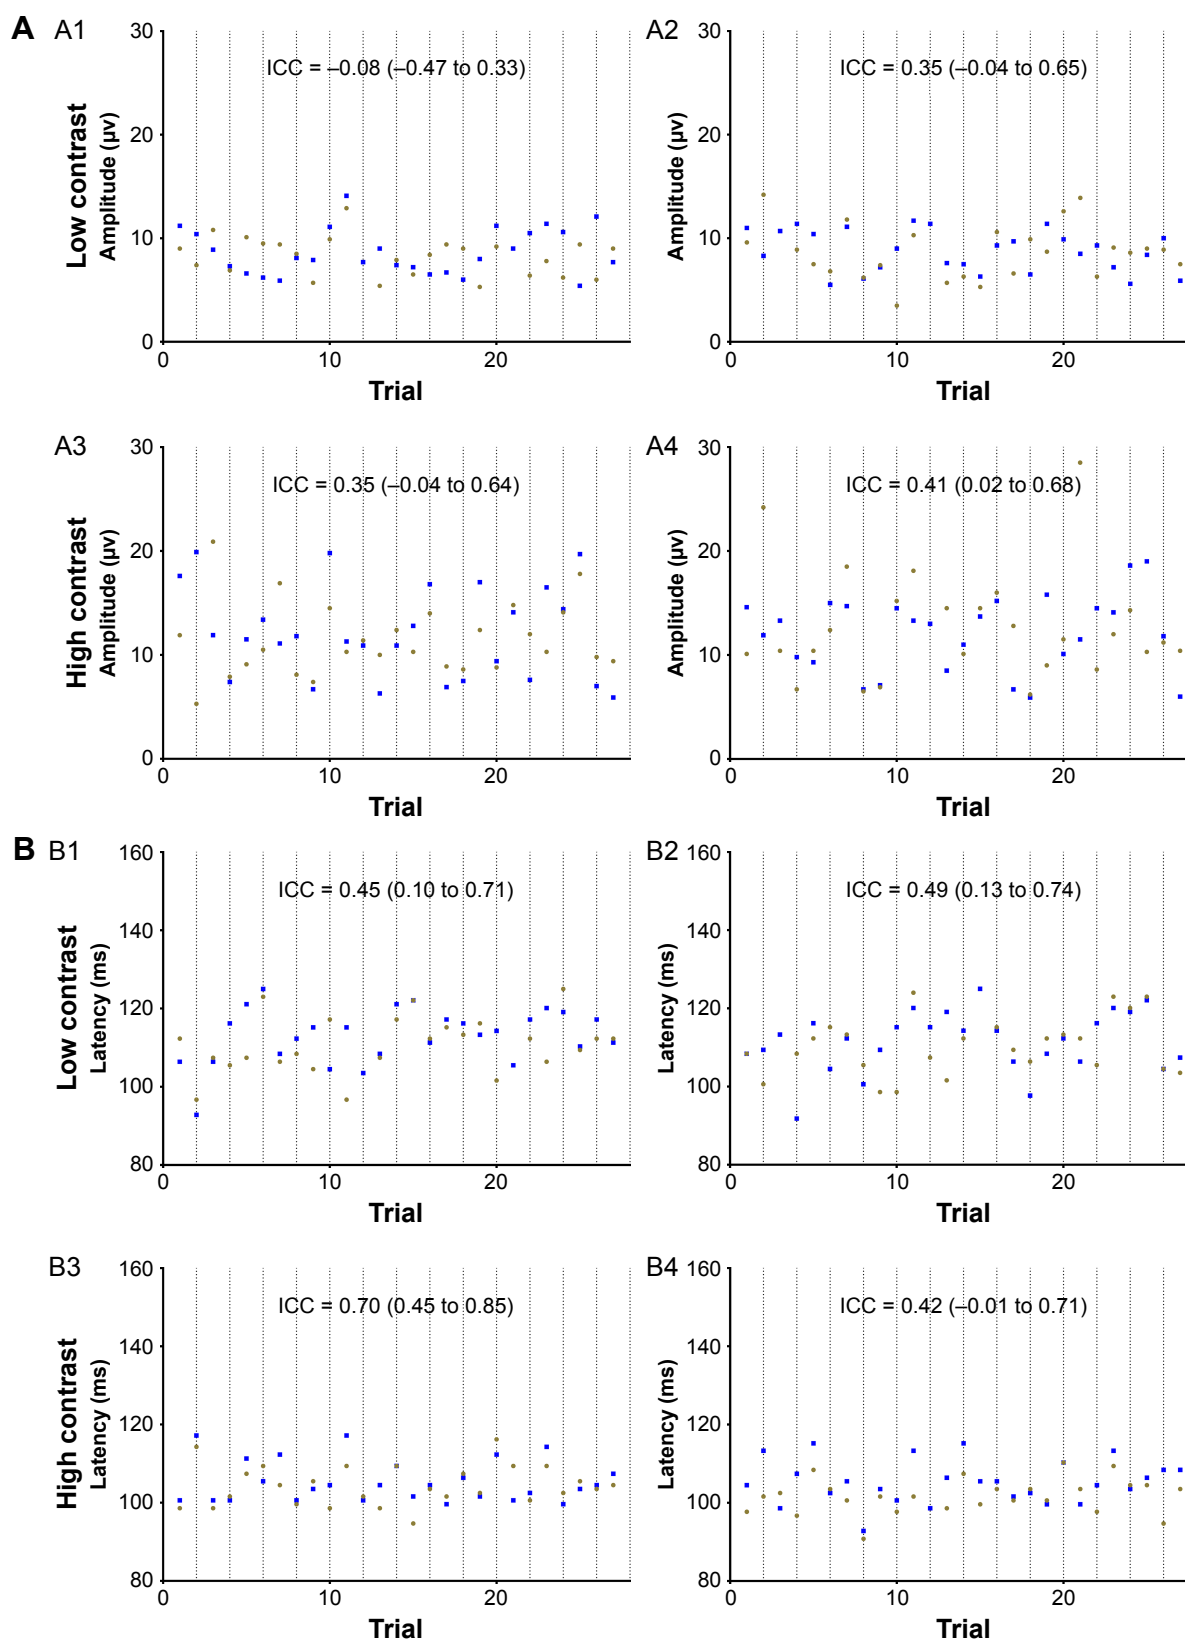 A A1 A2
Low contrast
Amplitude (µv)
30
20
10
0
ICC = –0.08 (–0.47 to 0.33)
0 10 20
Trial
Amplitude (µv)
30
20
10
0
ICC = 0.35 (–0.04 to 0.65)
0 10 20
Trial
A3 A4
High contrast
Amplitude (µv)
30
20
10
0
ICC = 0.35 (–0.04 to 0.64)
0 10 20
Trial
Amplitude (µv)
30
20
10
0
ICC = 0.41 (0.02 to 0.68)
0 10 20
Trial
B B1 B2
Low contrast
Latency (ms)
160
140
120
100
80
ICC = 0.45 (0.10 to 0.71)
0 10 20
Trial
Latency (ms)
160
140
120
100
80
ICC = 0.49 (0.13 to 0.74)
0 10 20
Trial
B3 B4
High contrast
Latency (ms)
160
140
120
100
80
ICC = 0.70 (0.45 to 0.85)
0 10 20
Trial
Latency (ms)
160
140
120
100
80
ICC = 0.42 (–0.01 to 0.71)
0 10 20
Trial